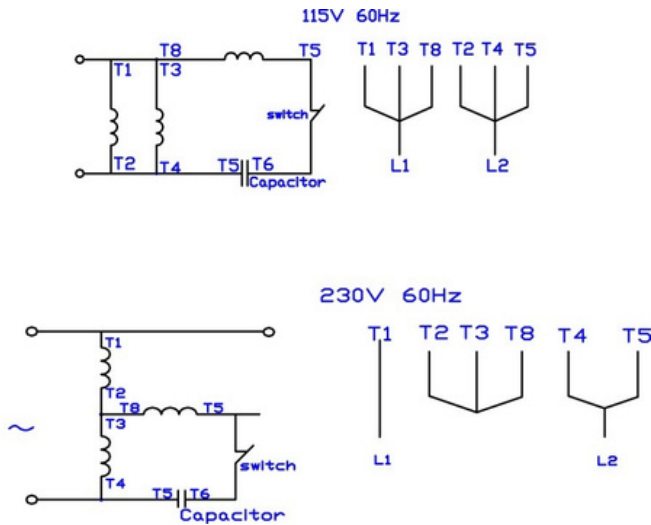 115V 60Hz
T8 T5 T1 T3 T8 T2 T4 T5
T1 T3
switch
T2 T4 T5 T6
Capacitor
L1 L2
230V 60Hz
T1 T2 T3 T8 T4 T5
T1
T2
T8 T5
T3
~
switch
T4
T5 T6
Capacitor
L1 L2